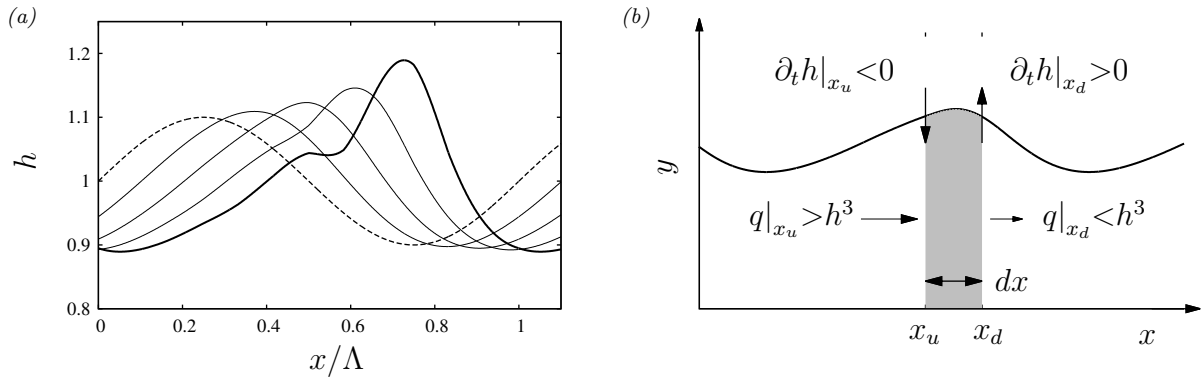 (a)
h
1.2
1.1
1
0.9
0.8
0 0.2 0.4 0.6 0.8 1
x/Λ
(b)
y
∂ₜh|ₓᵤ<0 ∂ₜh|ₓ_d>0
q|ₓᵤ>h³ q|ₓ_d<h³
dx
xᵤ x_d x